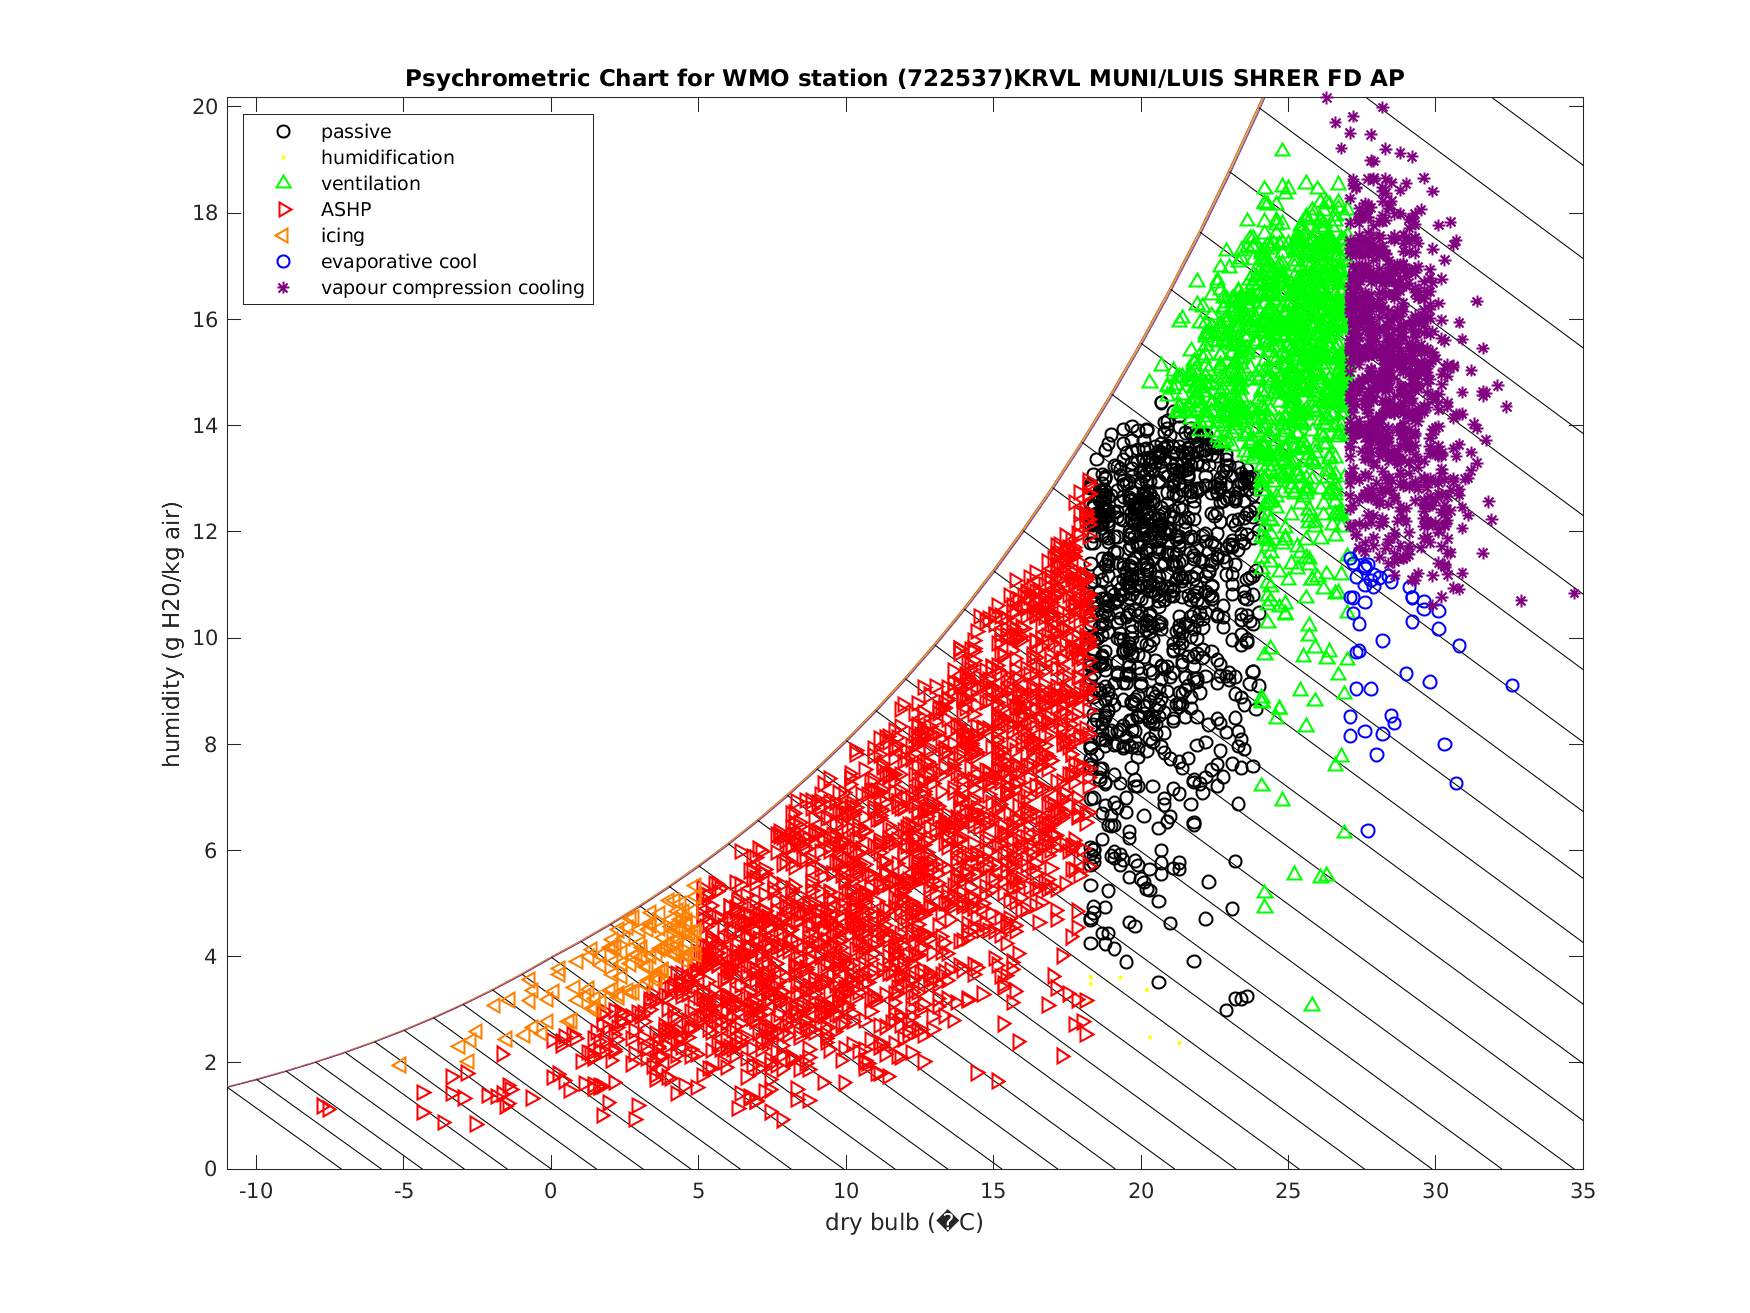 Psychrometric Chart for WMO station (722537)KRVL MUNI/LUIS SHRER FD AP
passive
humidification
ventilation
ASHP
icing
evaporative cool
vapour compression cooling
humidity (g H20/kg air)
20
18
16
14
12
10
8
6
4
2
0
-10 -5 0 5 10 15 20 25 30 35
dry bulb (�C)